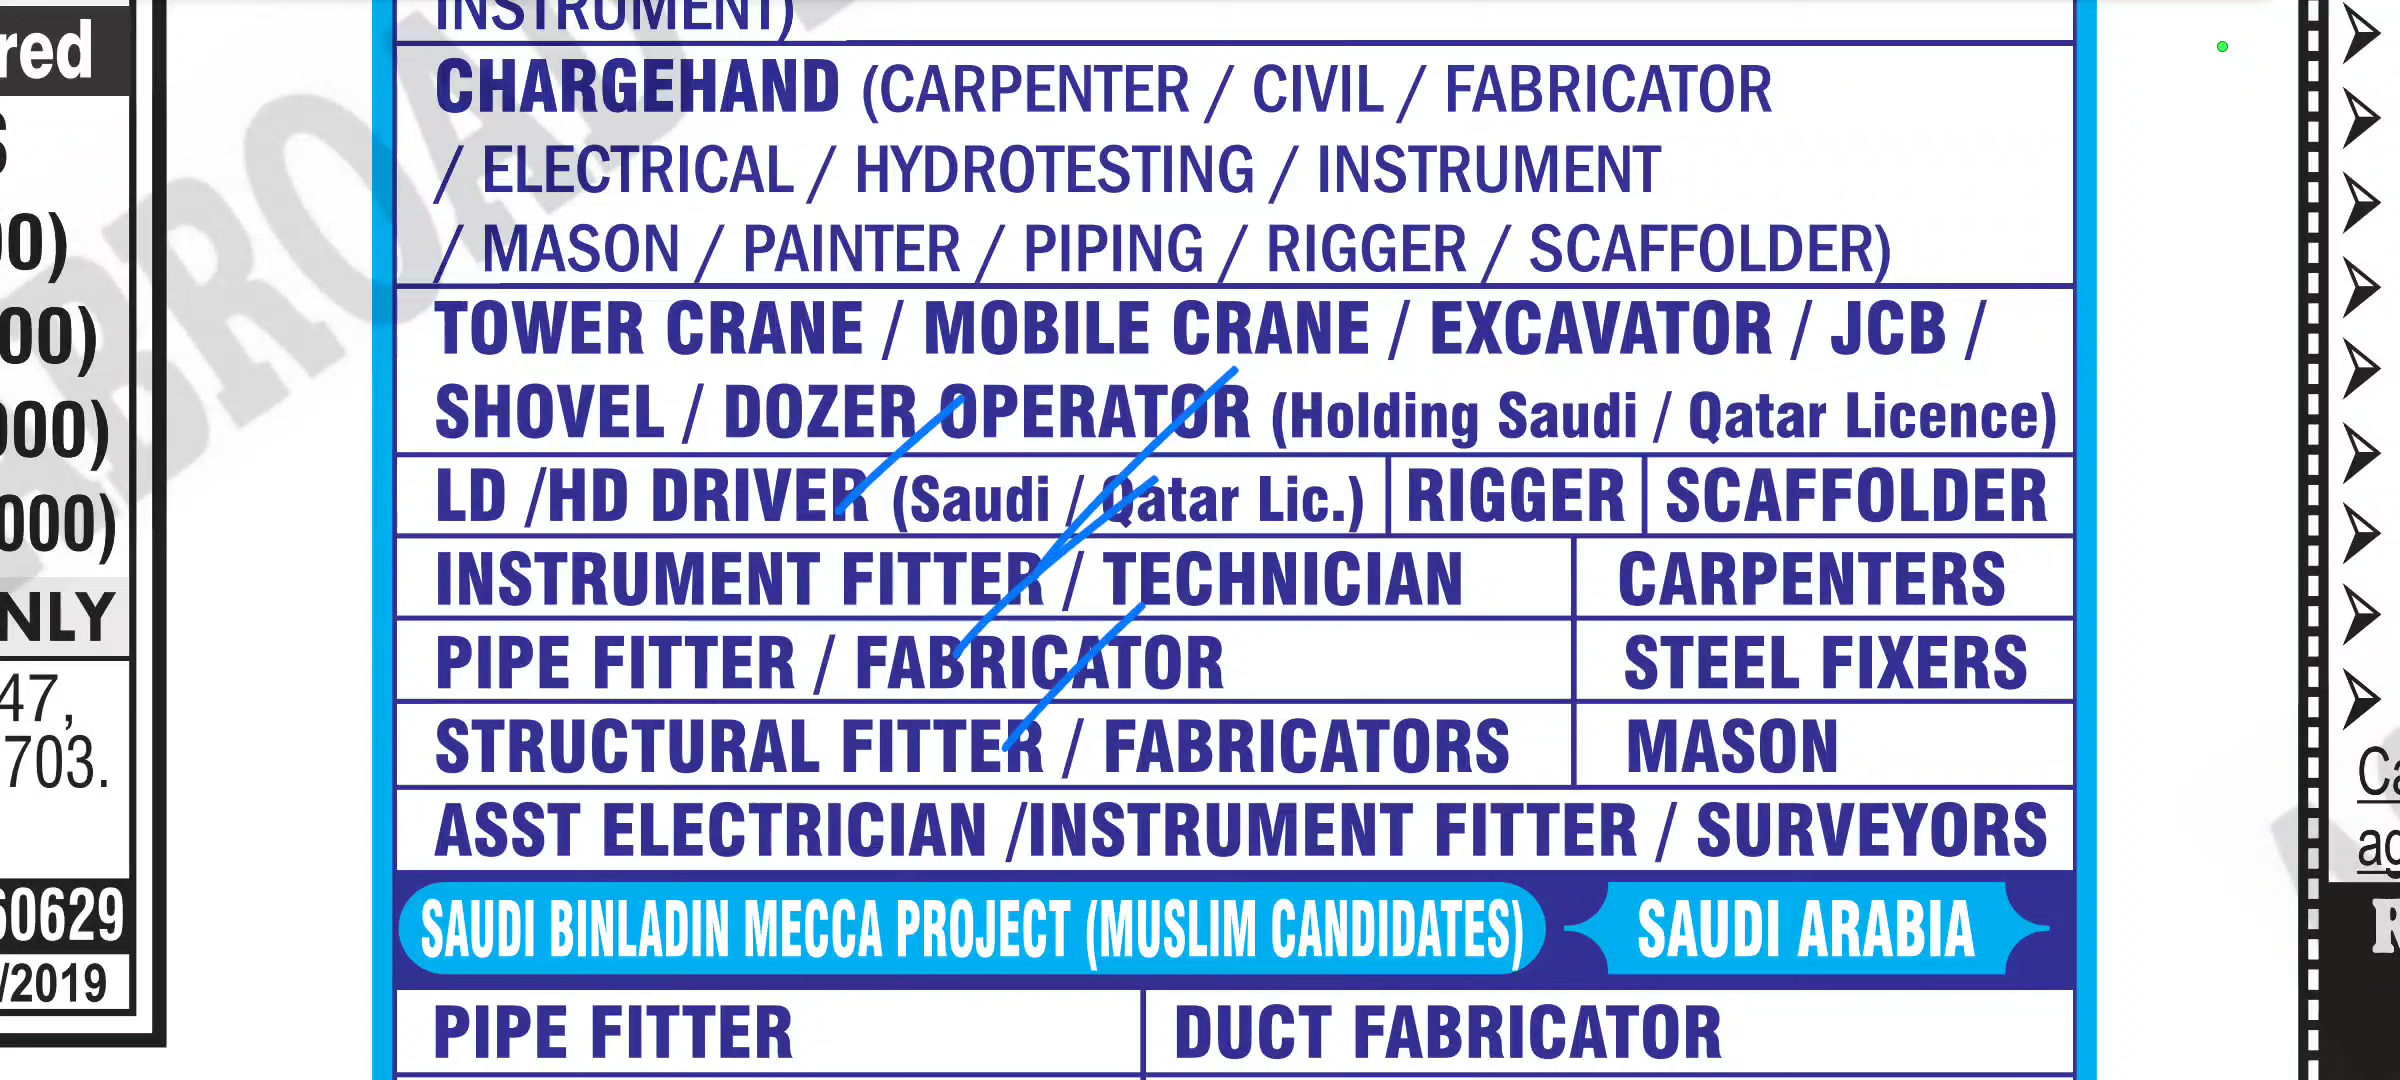 INSTRUMENT)
CHARGEHAND (CARPENTER / CIVIL / FABRICATOR
/ ELECTRICAL / HYDROTESTING / INSTRUMENT
/ MASON / PAINTER / PIPING / RIGGER / SCAFFOLDER)
TOWER CRANE / MOBILE CRANE / EXCAVATOR / JCB /
SHOVEL / DOZER OPERATOR (Holding Saudi / Qatar Licence)
LD /HD DRIVER (Saudi / Qatar Lic.) RIGGER SCAFFOLDER
INSTRUMENT FITTER / TECHNICIAN CARPENTERS
PIPE FITTER / FABRICATOR STEEL FIXERS
STRUCTURAL FITTER / FABRICATORS MASON
ASST ELECTRICIAN /INSTRUMENT FITTER / SURVEYORS
SAUDI BINLADIN MECCA PROJECT (MUSLIM CANDIDATES) SAUDI ARABIA
PIPE FITTER DUCT FABRICATOR